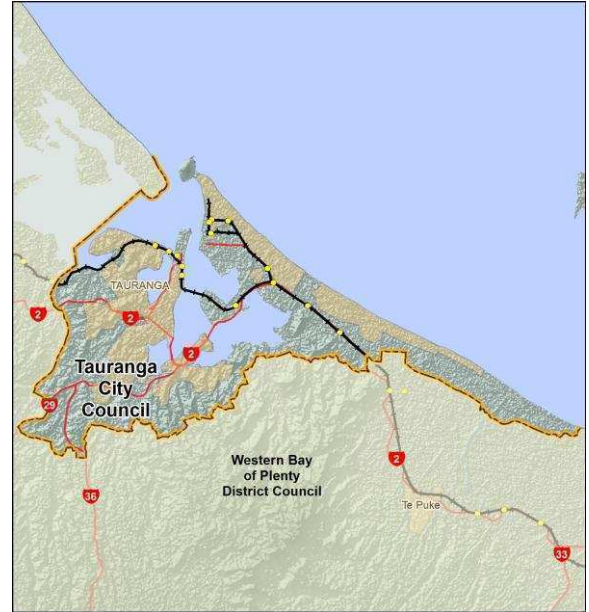 TAURANGA
2
2
2
Tauranga
City
Council
29
Western Bay
of Plenty
District Council
2
36
Te Puke
33